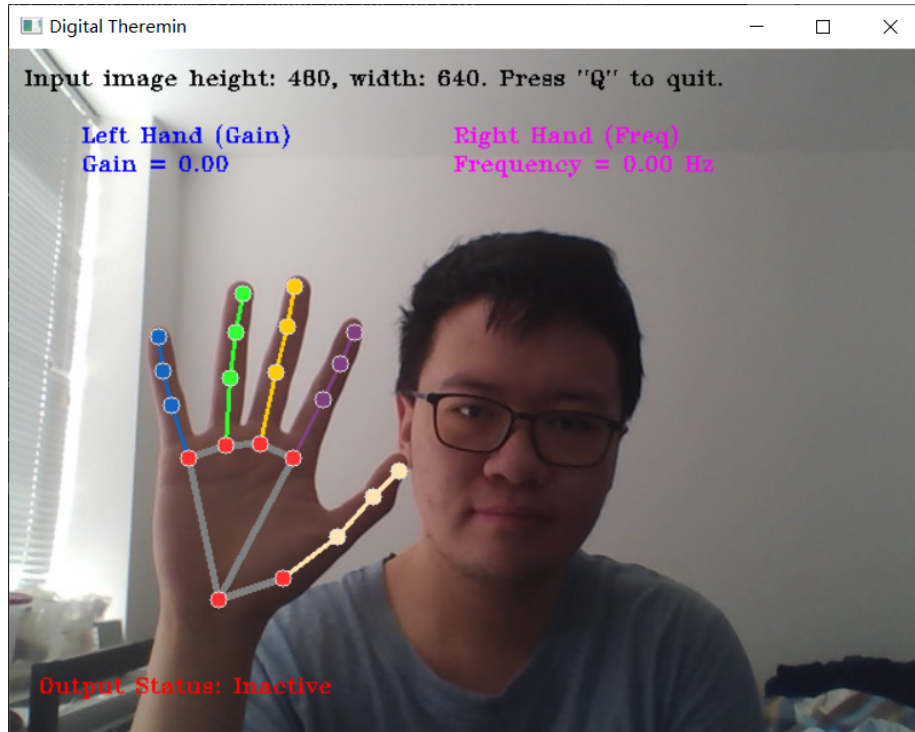 Digital Theremin
Input image height: 480, width: 640. Press "Q" to quit.
Left Hand (Gain)
Gain = 0.00
Right Hand (Freq)
Frequency = 0.00 Hz
Output Status: Inactive